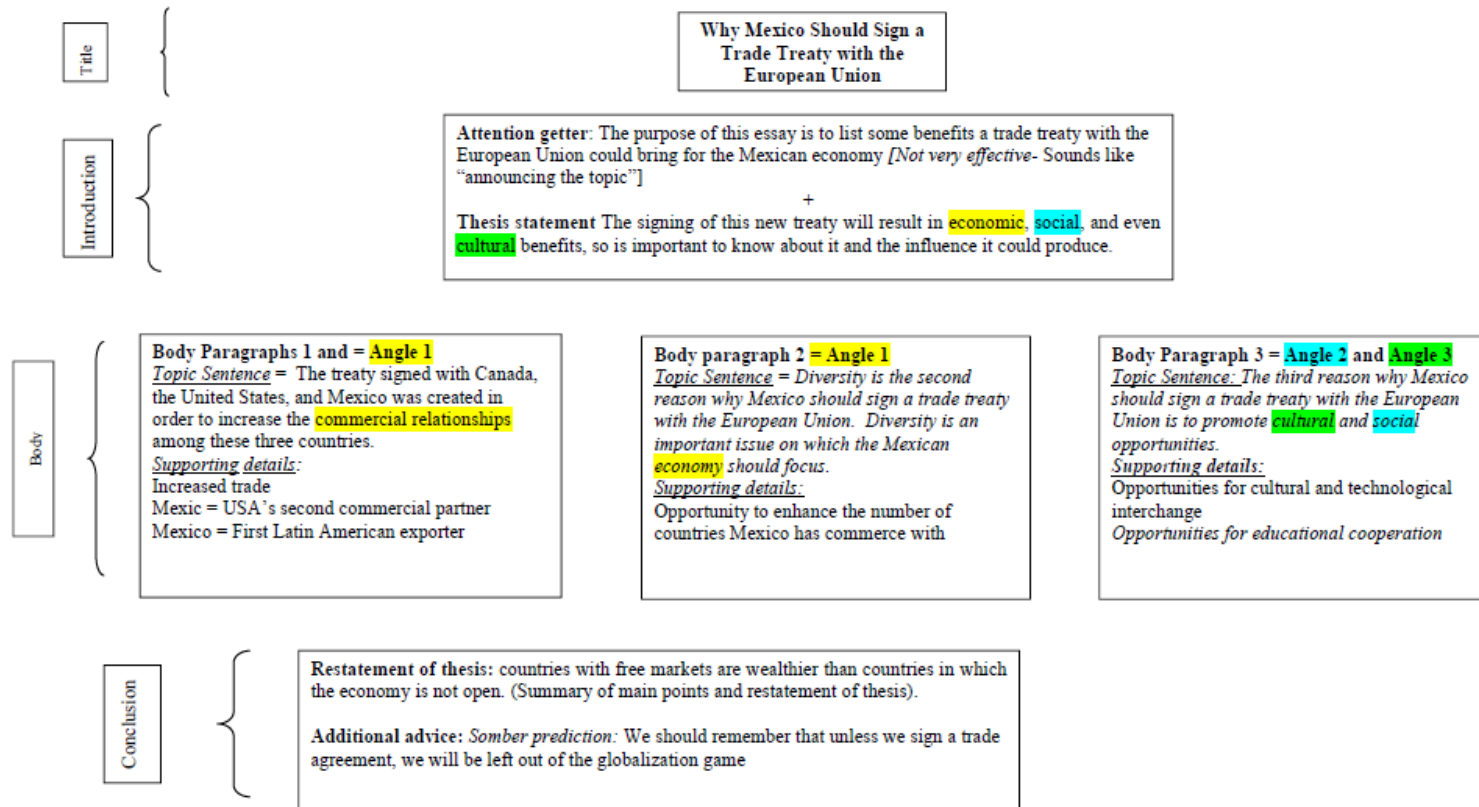 Title
Why Mexico Should Sign a
Trade Treaty with the
European Union
Introduction
Attention getter: The purpose of this essay is to list some benefits a trade treaty with the
European Union could bring for the Mexican economy [Not very effective- Sounds like
“announcing the topic”]
+
Thesis statement The signing of this new treaty will result in economic, social, and even
cultural benefits, so is important to know about it and the influence it could produce.
Body
Body Paragraphs 1 and = Angle 1
Topic Sentence = The treaty signed with Canada,
the United States, and Mexico was created in
order to increase the commercial relationships
among these three countries.
Supporting details:
Increased trade
Mexic = USA’s second commercial partner
Mexico = First Latin American exporter
Body paragraph 2 = Angle 1
Topic Sentence = Diversity is the second
reason why Mexico should sign a trade treaty
with the European Union. Diversity is an
important issue on which the Mexican
economy should focus.
Supporting details:
Opportunity to enhance the number of
countries Mexico has commerce with
Body Paragraph 3 = Angle 2 and Angle 3
Topic Sentence: The third reason why Mexico
should sign a trade treaty with the European
Union is to promote cultural and social
opportunities.
Supporting details:
Opportunities for cultural and technological
interchange
Opportunities for educational cooperation
Conclusion
Restatement of thesis: countries with free markets are wealthier than countries in which
the economy is not open. (Summary of main points and restatement of thesis).
Additional advice: Somber prediction: We should remember that unless we sign a trade
agreement, we will be left out of the globalization game